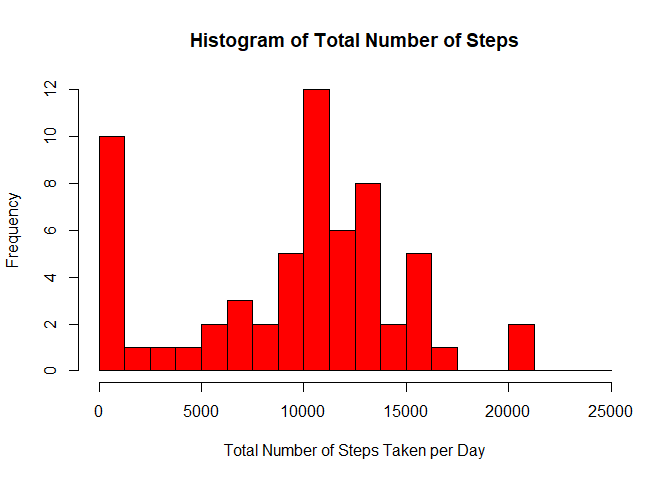 Histogram of Total Number of Steps
Frequency
12
10
8
6
4
2
0
0 5000 10000 15000 20000 25000
Total Number of Steps Taken per Day